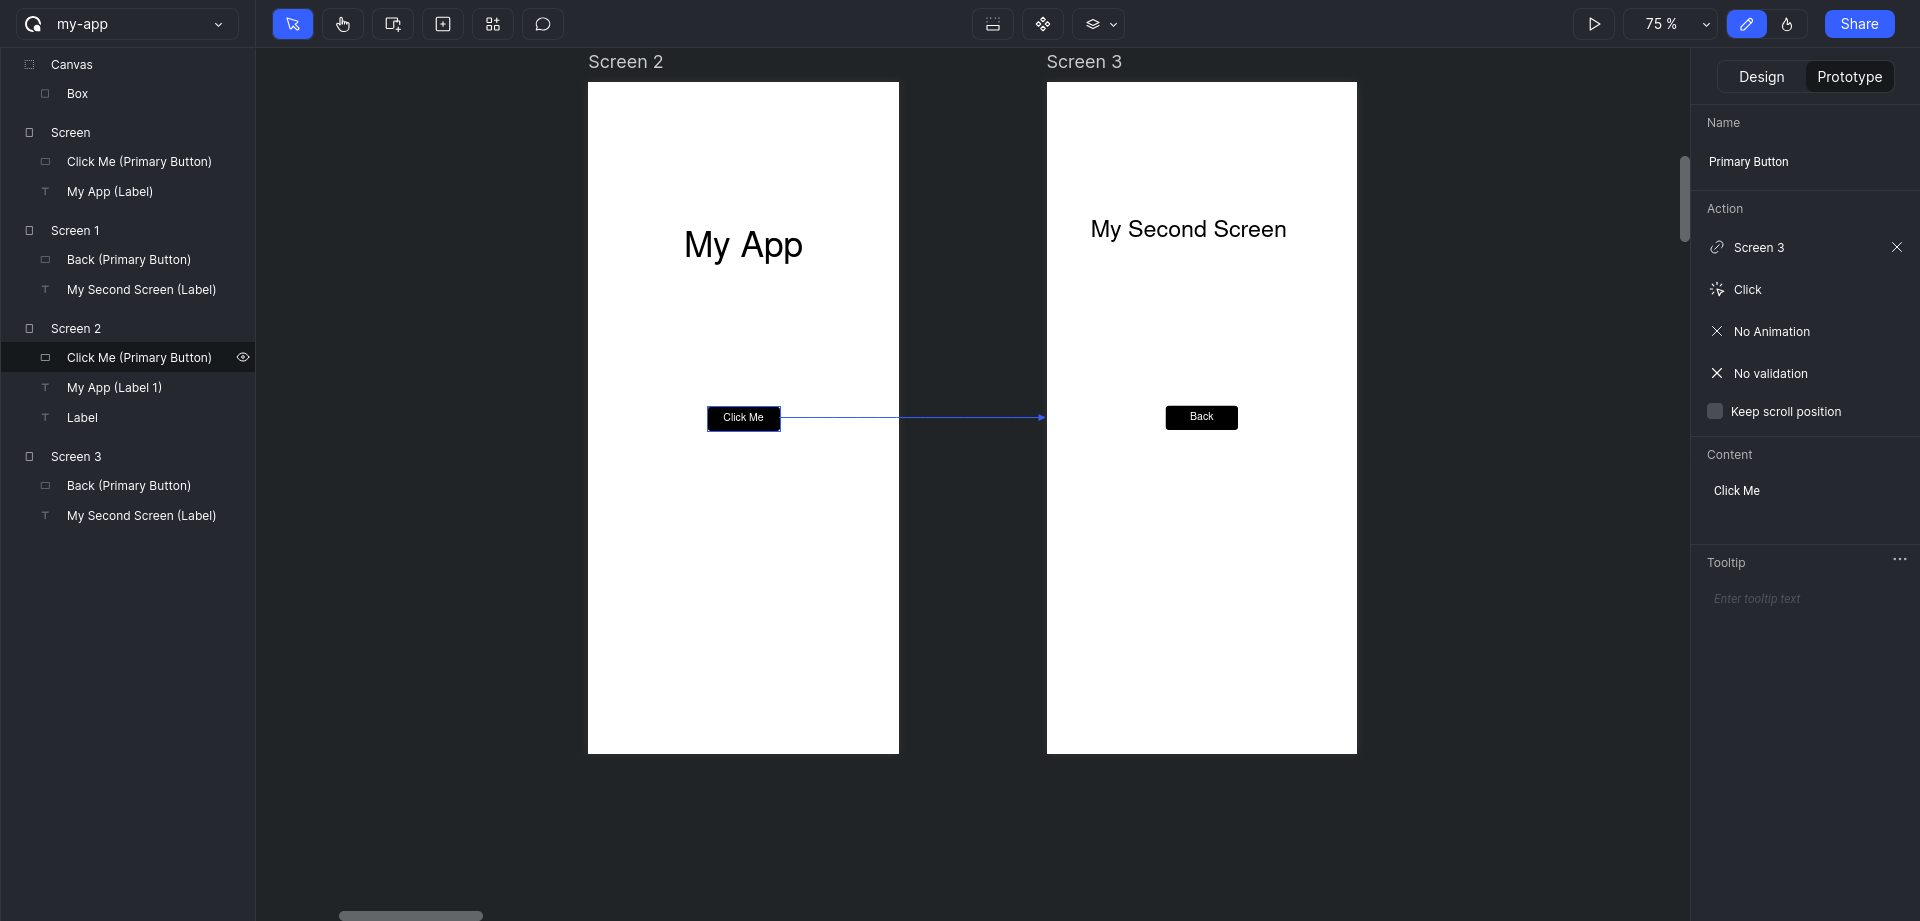 my-app
75 %
Share
Canvas
Box
Screen
Click Me (Primary Button)
My App (Label)
Screen 1
Back (Primary Button)
My Second Screen (Label)
Screen 2
Click Me (Primary Button)
My App (Label 1)
Label
Screen 3
Back (Primary Button)
My Second Screen (Label)
Screen 2
My App
Click Me
Screen 3
My Second Screen
Back
Design
Prototype
Name
Primary Button
Action
Screen 3
Click
No Animation
No validation
Keep scroll position
Content
Click Me
Tooltip
Enter tooltip text